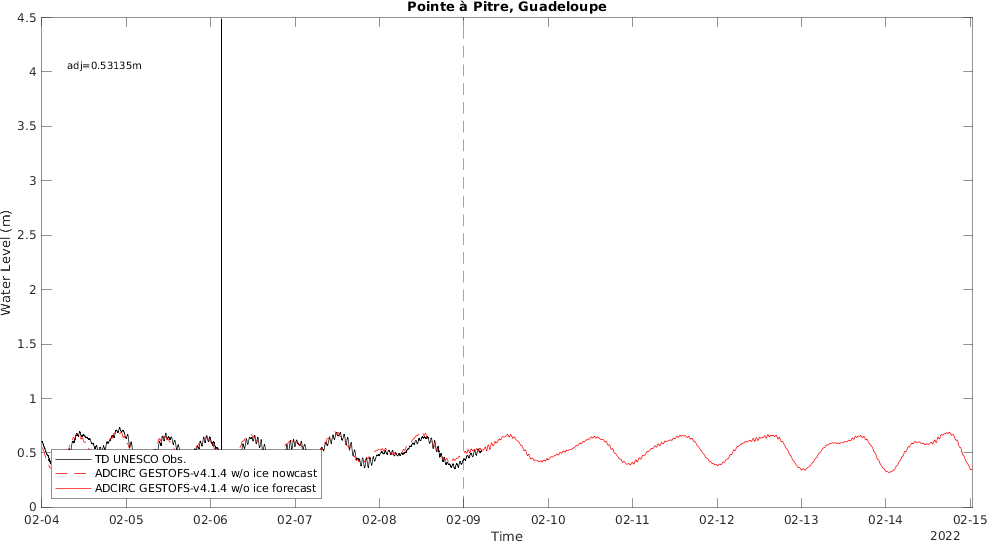 Pointe à Pitre, Guadeloupe
4.5
4
3.5
3
2.5
2
1.5
1
0.5
0
Water Level (m)
adj=0.53135m
TD UNESCO Obs.
ADCIRC GESTOFS-v4.1.4 w/o ice nowcast
ADCIRC GESTOFS-v4.1.4 w/o ice forecast
02-04 02-05 02-06 02-07 02-08 02-09 02-10 02-11 02-12 02-13 02-14 02-15
Time
2022